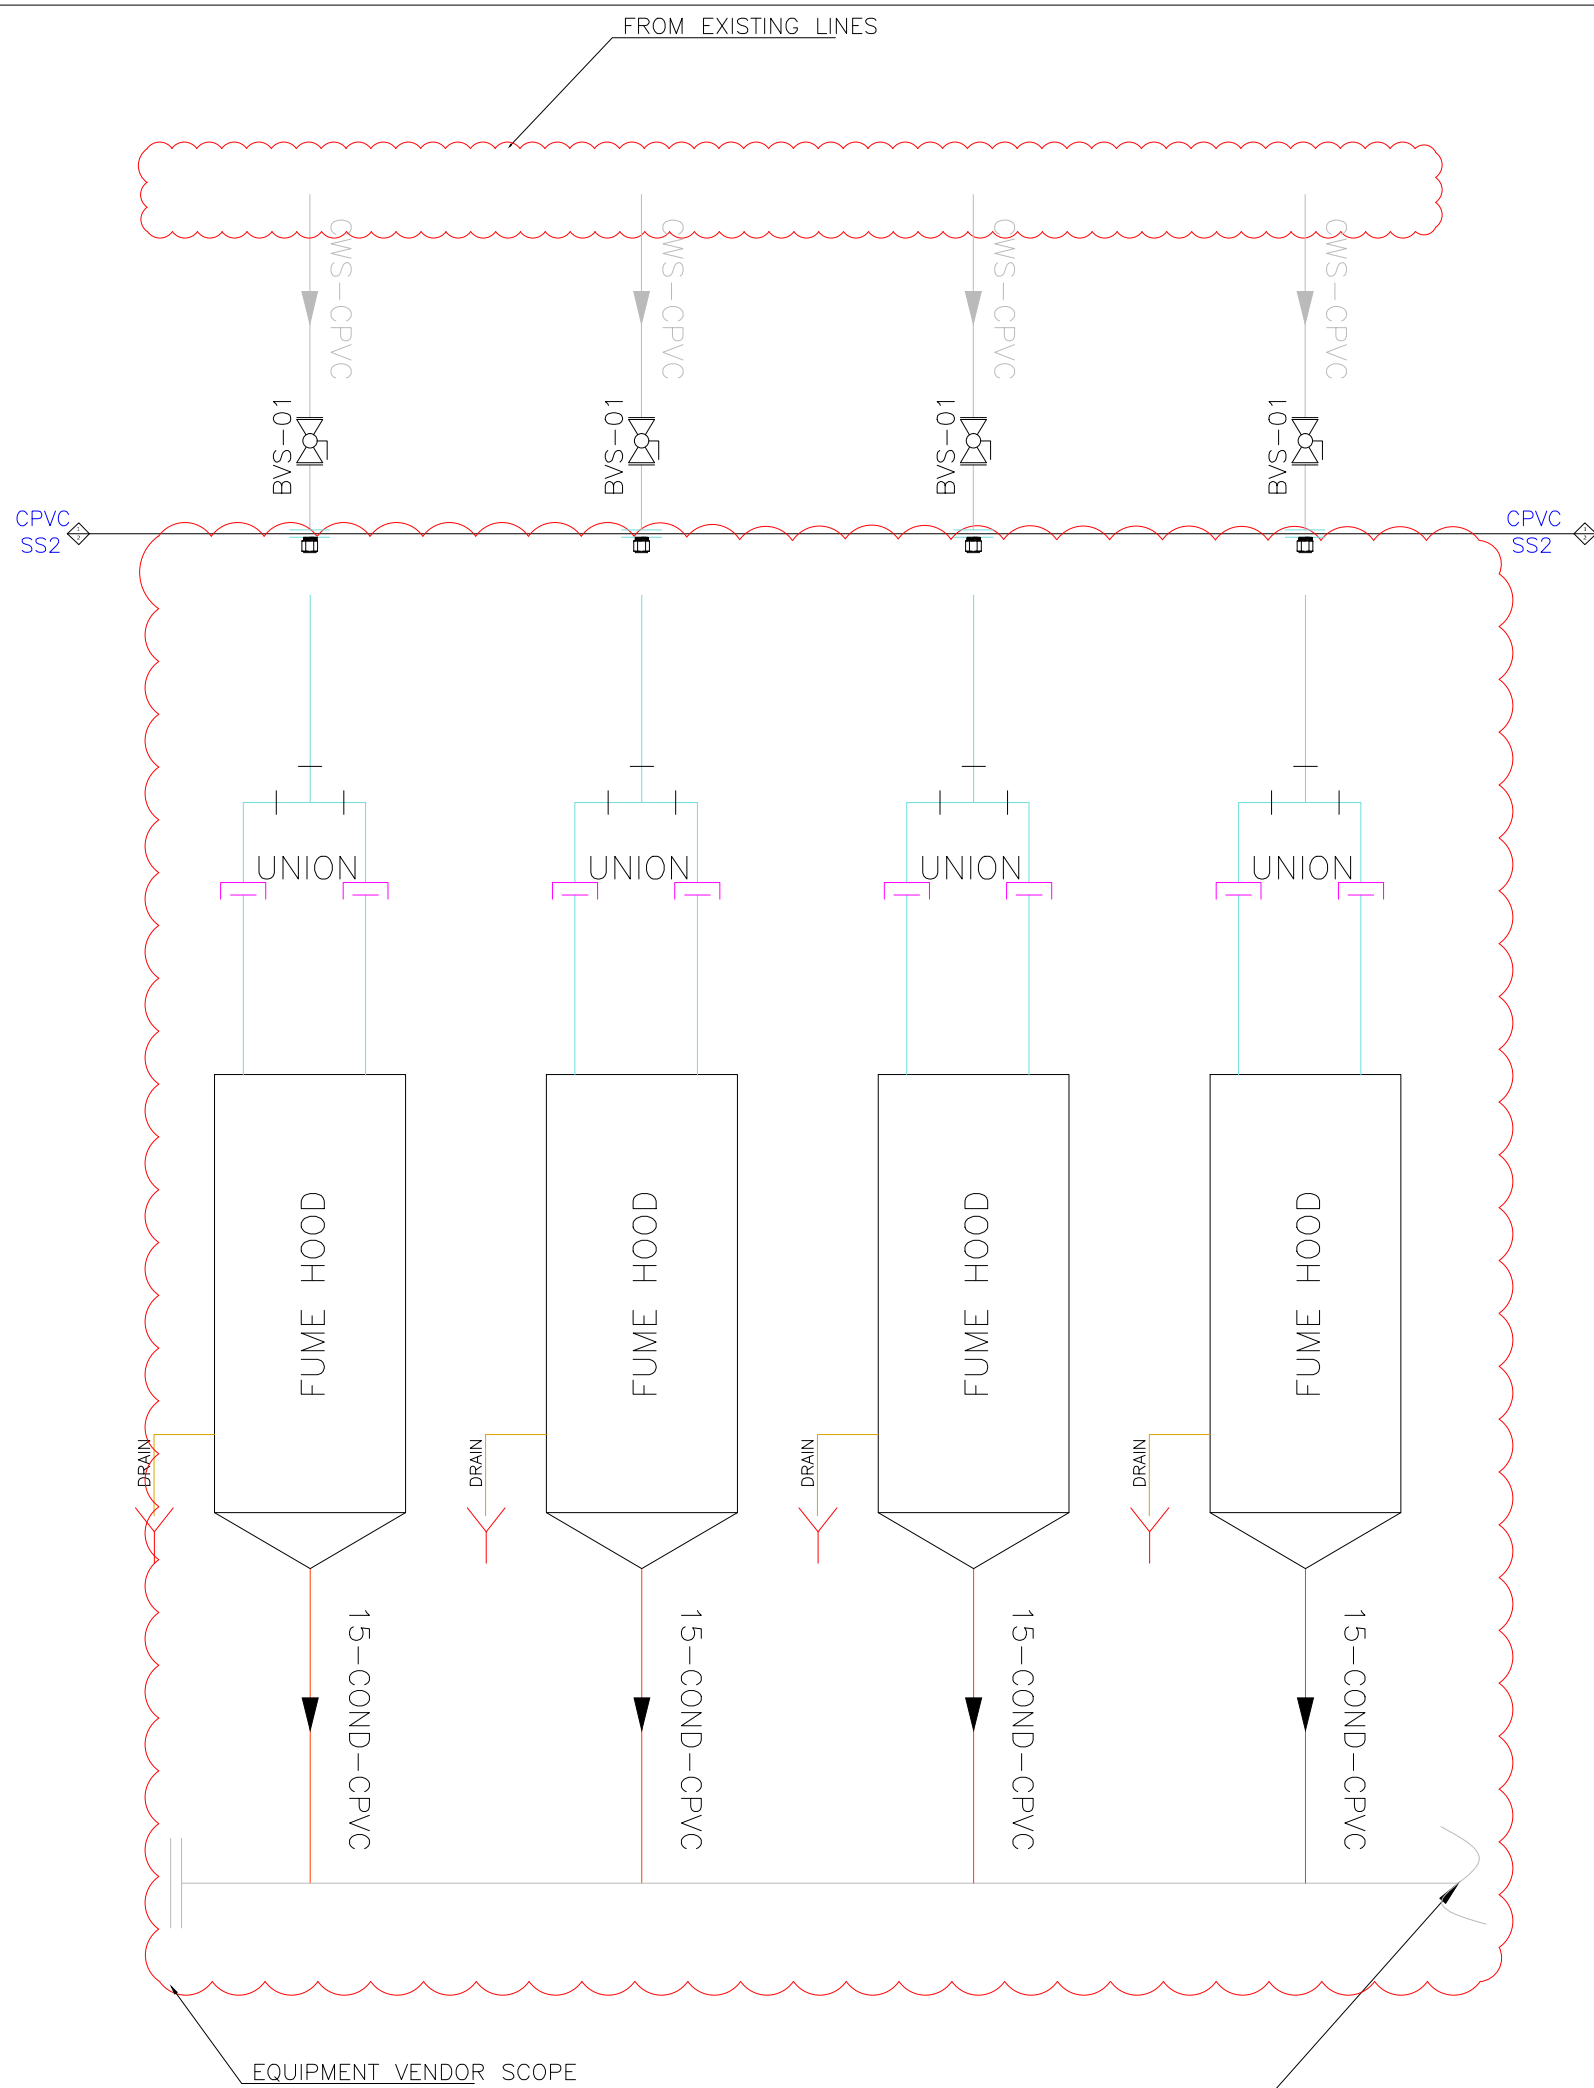 FROM EXISTING LINES
CWS-CPVC
CWS-CPVC
CWS-CPVC
CWS-CPVC
BVS-01
BVS-01
BVS-01
BVS-01
CPVC
SS2
CPVC
SS2
UNION
UNION
UNION
UNION
FUME HOOD
FUME HOOD
FUME HOOD
FUME HOOD
DRAIN
DRAIN
DRAIN
DRAIN
15-COND-CPVC
15-COND-CPVC
15-COND-CPVC
15-COND-CPVC
EQUIPMENT VENDOR SCOPE